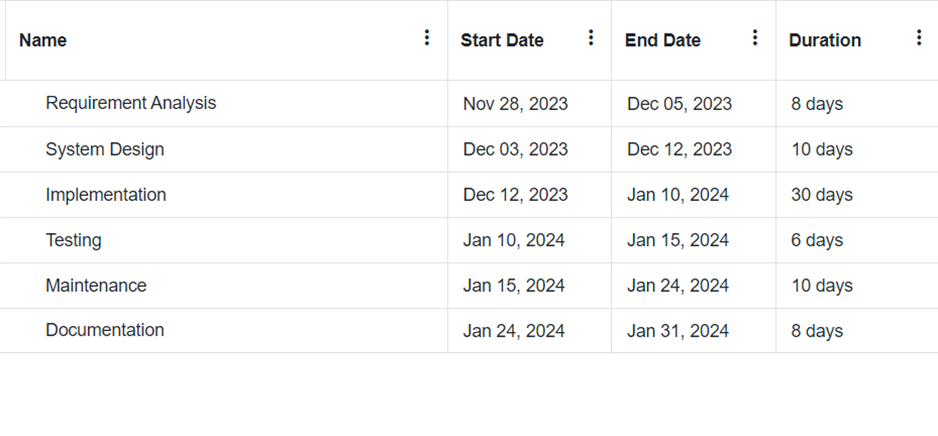 Name Start Date End Date Duration
Requirement Analysis Nov 28, 2023 Dec 05, 2023 8 days
System Design Dec 03, 2023 Dec 12, 2023 10 days
Implementation Dec 12, 2023 Jan 10, 2024 30 days
Testing Jan 10, 2024 Jan 15, 2024 6 days
Maintenance Jan 15, 2024 Jan 24, 2024 10 days
Documentation Jan 24, 2024 Jan 31, 2024 8 days